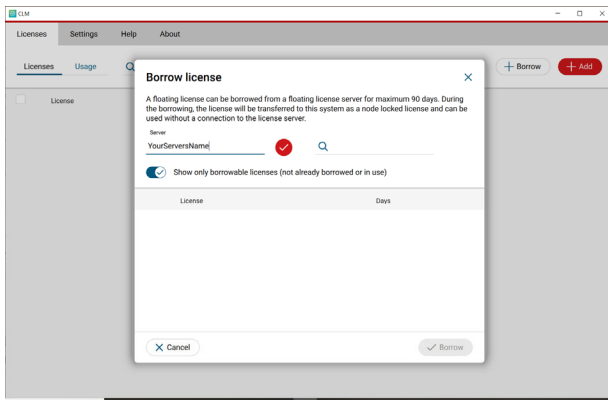 CLM
Licenses Settings Help About
Licenses Usage Borrow Add
License
Borrow license
A floating license can be borrowed from a floating license server for maximum 90 days. During
the borrowing, the license will be transferred to this system as a node locked license and can be
used without a connection to the license server.
Server
YourServersName
Show only borrowable licenses (not already borrowed or in use)
License Days
Cancel Borrow